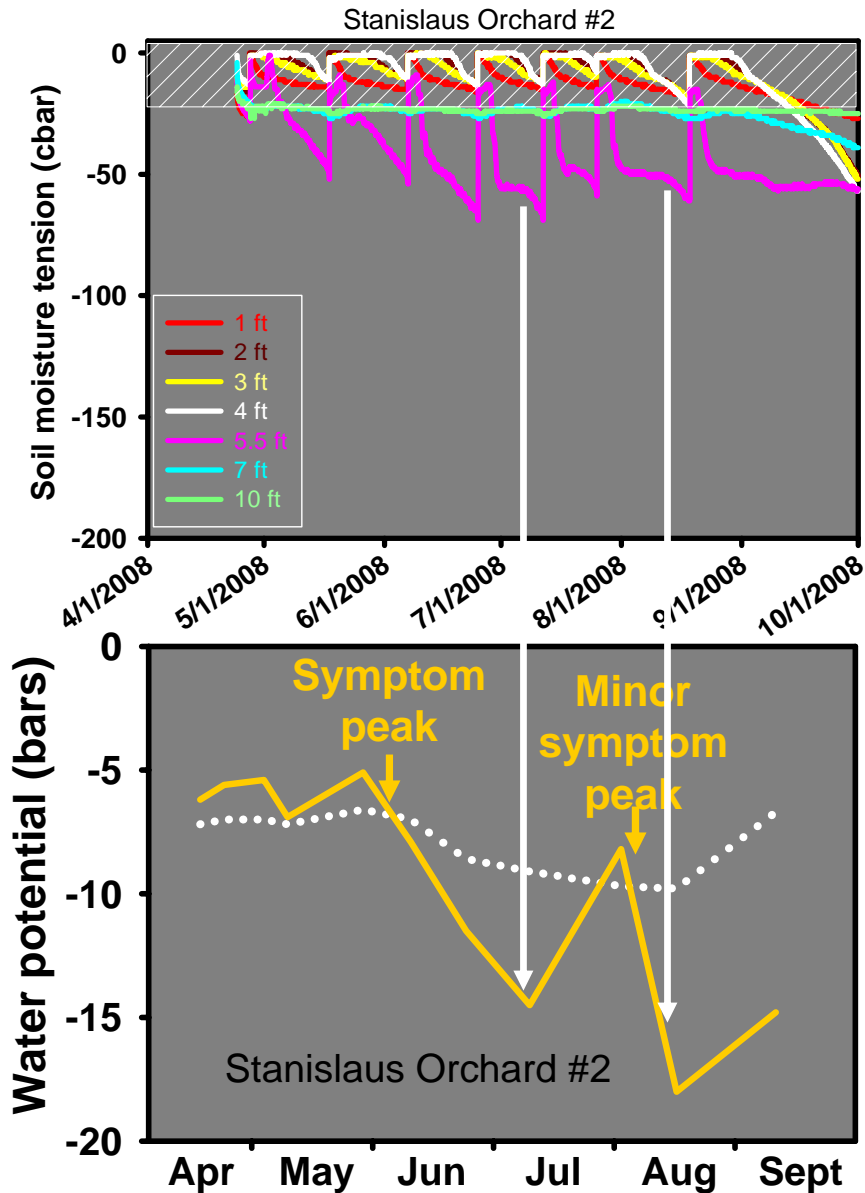 Stanislaus Orchard #2
Soil moisture tension (cbar)
0
-50
-100
-150
-200
1 ft
2 ft
3 ft
4 ft
5.5 ft
7 ft
10 ft
4/1/2008
5/1/2008
6/1/2008
7/1/2008
8/1/2008
9/1/2008
10/1/2008
Water potential (bars)
0
-5
-10
-15
-20
Symptom
peak
Minor
symptom
peak
Stanislaus Orchard #2
Apr May Jun Jul Aug Sept